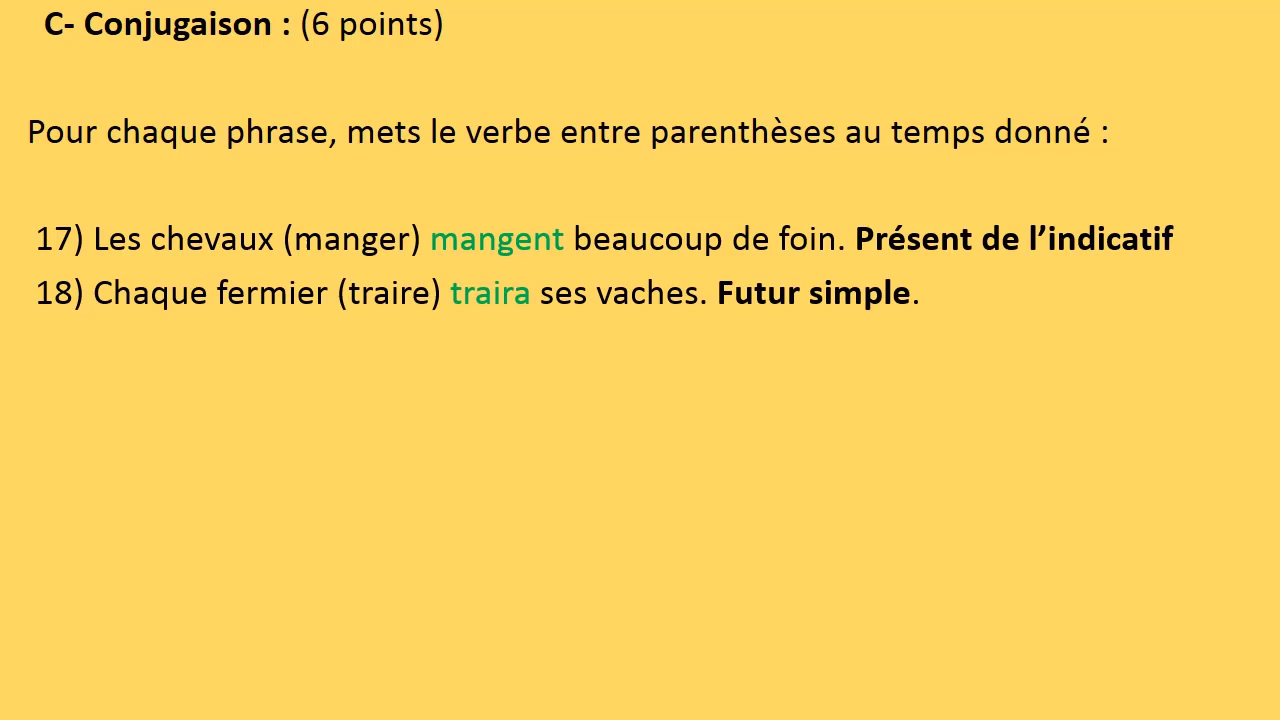 C- Conjugaison : (6 points)
Pour chaque phrase, mets le verbe entre parenthèses au temps donné :
17) Les chevaux (manger) mangent beaucoup de foin. Présent de l’indicatif
18) Chaque fermier (traire) traira ses vaches. Futur simple.